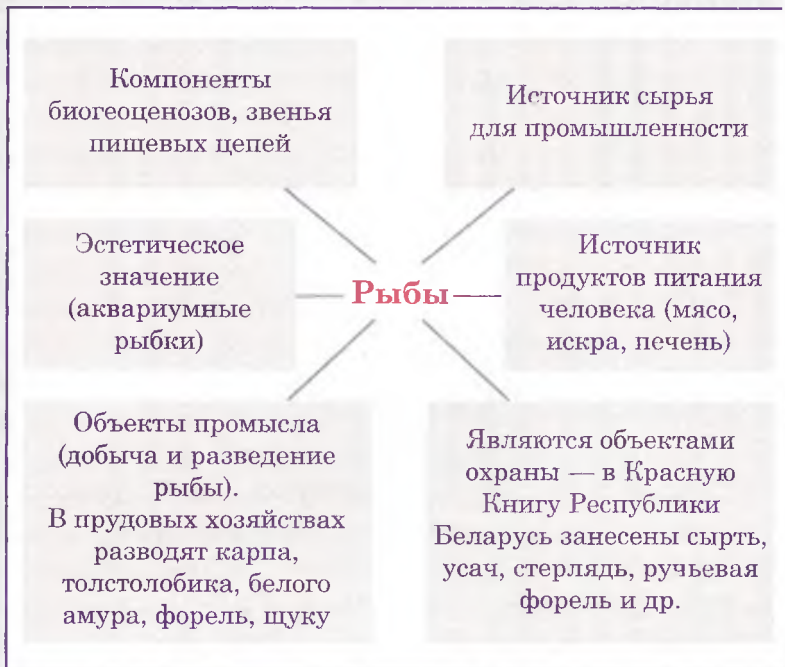 Компоненты
биогеоценозов, звенья
пищевых цепей
Источник сырья
для промышленности
Эстетическое
значение
(аквариумные
рыбки)
Рыбы
Источник
продуктов питания
человека (мясо,
искра, печень)
Объекты промысла
(добыча и разведение
рыбы).
В прудовых хозяйствах
разводят карпа,
толстолобика, белого
амура, форель, щуку
Являются объектами
охраны — в Красную
Книгу Республики
Беларусь занесены сырть,
усач, стерлядь, ручьевая
форель и др.